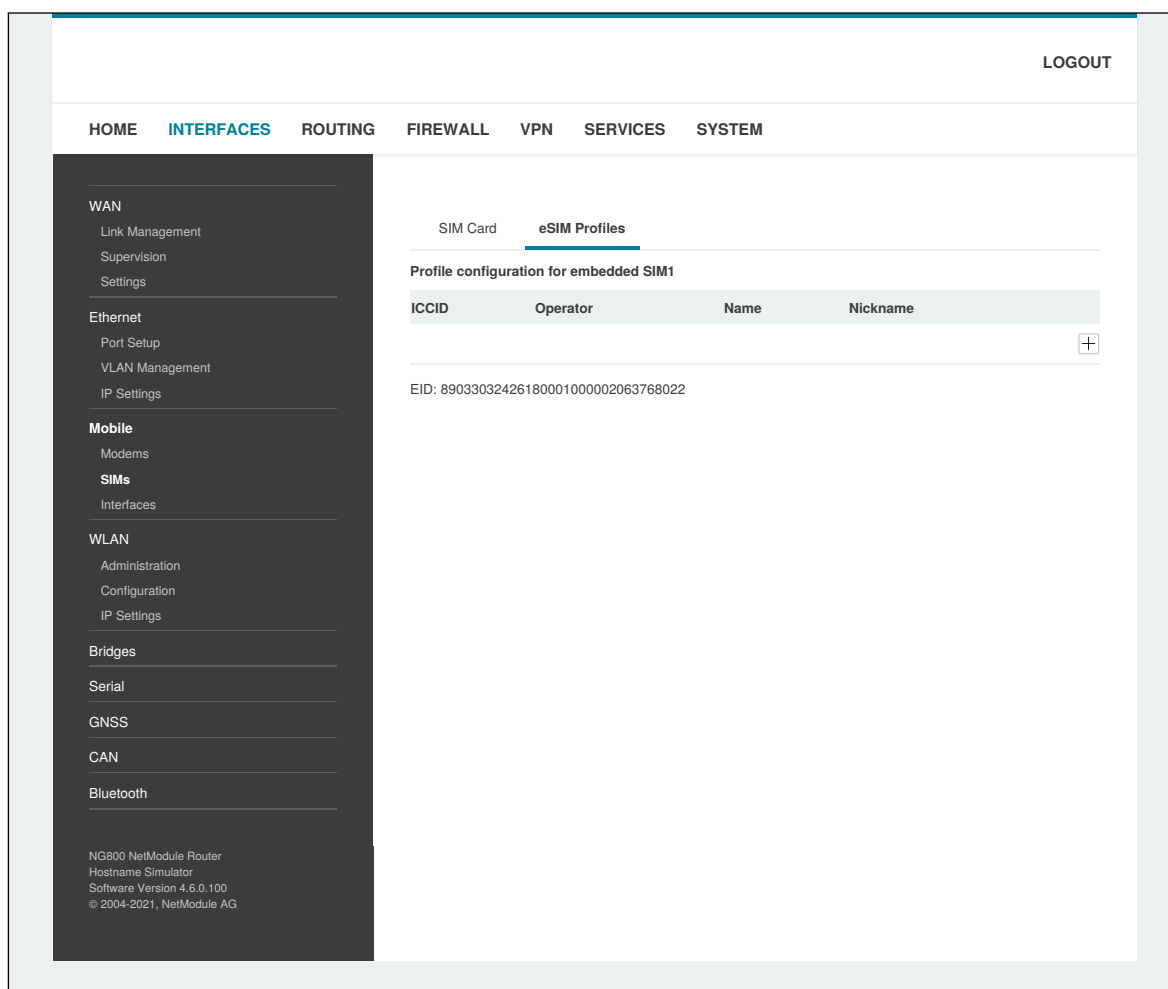 LOGOUT
HOME INTERFACES ROUTING FIREWALL VPN SERVICES SYSTEM
WAN
Link Management
Supervision
Settings
Ethernet
Port Setup
VLAN Management
IP Settings
Mobile
Modems
SIMs
Interfaces
WLAN
Administration
Configuration
IP Settings
Bridges
Serial
GNSS
CAN
Bluetooth
NG800 NetModule Router
Hostname Simulator
Software Version 4.6.0.100
© 2004-2021, NetModule AG
SIM Card eSIM Profiles
Profile configuration for embedded SIM1
ICCID Operator Name Nickname
EID: 89033032426180001000002063768022